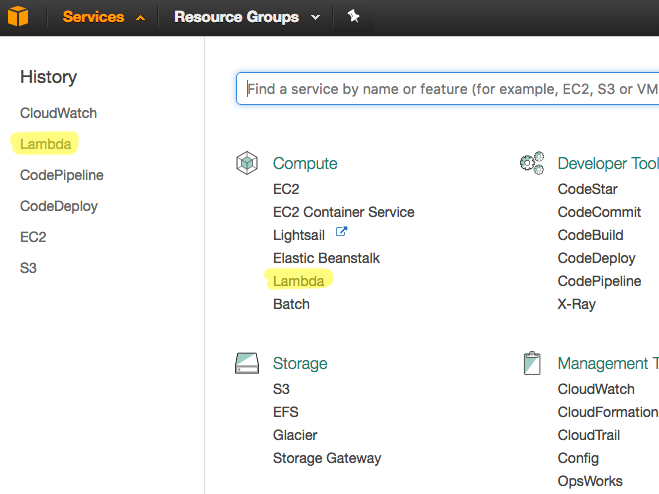 Services Resource Groups
History
CloudWatch
Lambda
CodePipeline
CodeDeploy
EC2
S3
Find a service by name or feature (for example, EC2, S3 or VM
Compute
EC2
EC2 Container Service
Lightsail
Elastic Beanstalk
Lambda
Batch
Storage
S3
EFS
Glacier
Storage Gateway
Developer Tool
CodeStar
CodeCommit
CodeBuild
CodeDeploy
CodePipeline
X-Ray
Management T
CloudWatch
CloudFormation
CloudTrail
Config
OpsWorks